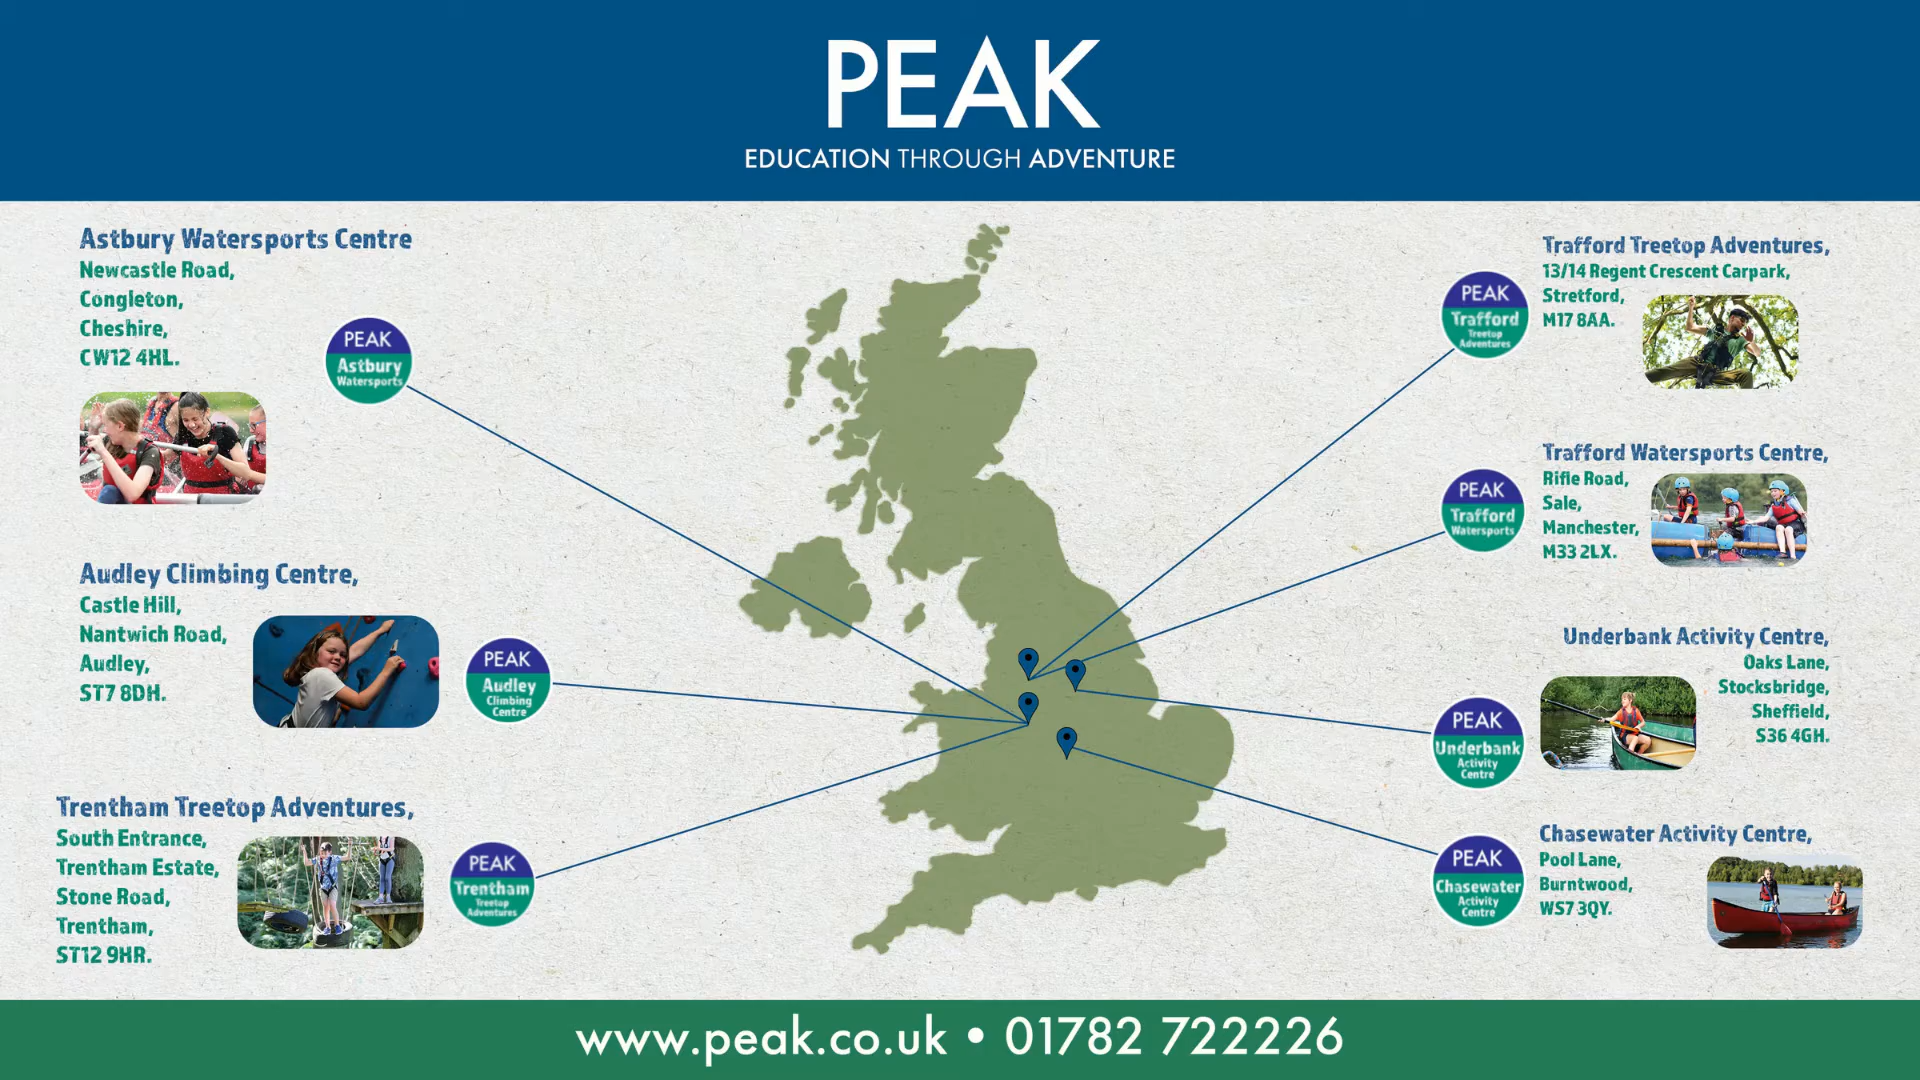 PEAK
EDUCATION THROUGH ADVENTURE
Astbury Watersports Centre
Newcastle Road,
Congleton,
Cheshire,
CW12 4HL.
PEAK
Astbury
Watersports
Audley Climbing Centre,
Castle Hill,
Nantwich Road,
Audley,
ST7 8DH.
PEAK
Audley
Climbing
Centre
Trentham Treetop Adventures,
South Entrance,
Trentham Estate,
Stone Road,
Trentham,
ST12 9HR.
PEAK
Trentham
Treetop
Adventures
Trafford Treetop Adventures,
13/14 Regent Crescent Carpark,
Stretford,
M17 8AA.
PEAK
Trafford
Treetop
Adventures
Trafford Watersports Centre,
Rifle Road,
Sale,
Manchester,
M33 2LX.
PEAK
Trafford
Watersports
Underbank Activity Centre,
Oaks Lane,
Stocksbridge,
Sheffield,
S36 4GH.
PEAK
Underbank
Activity
Centre
Chasewater Activity Centre,
Pool Lane,
Burntwood,
WS7 3QY.
PEAK
Chasewater
Activity
Centre
www.peak.co.uk • 01782 722226